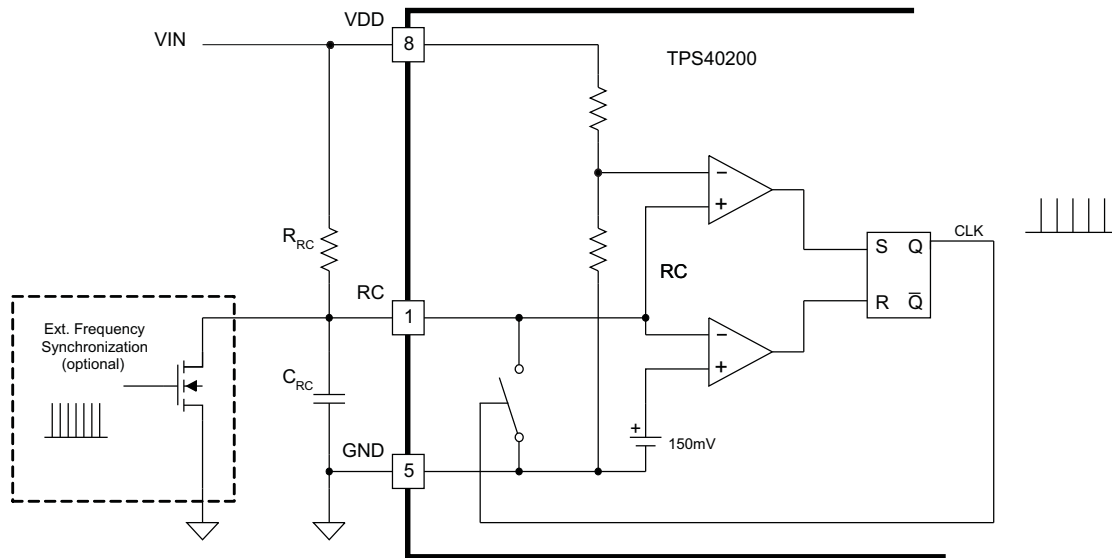 VDD
VIN
8
TPS40200
−
+
R_RC
RC
CLK
S Q
R Q̅
RC
1
Ext. Frequency
Synchronization
(optional)
−
+
C_RC
+
150mV
GND
5